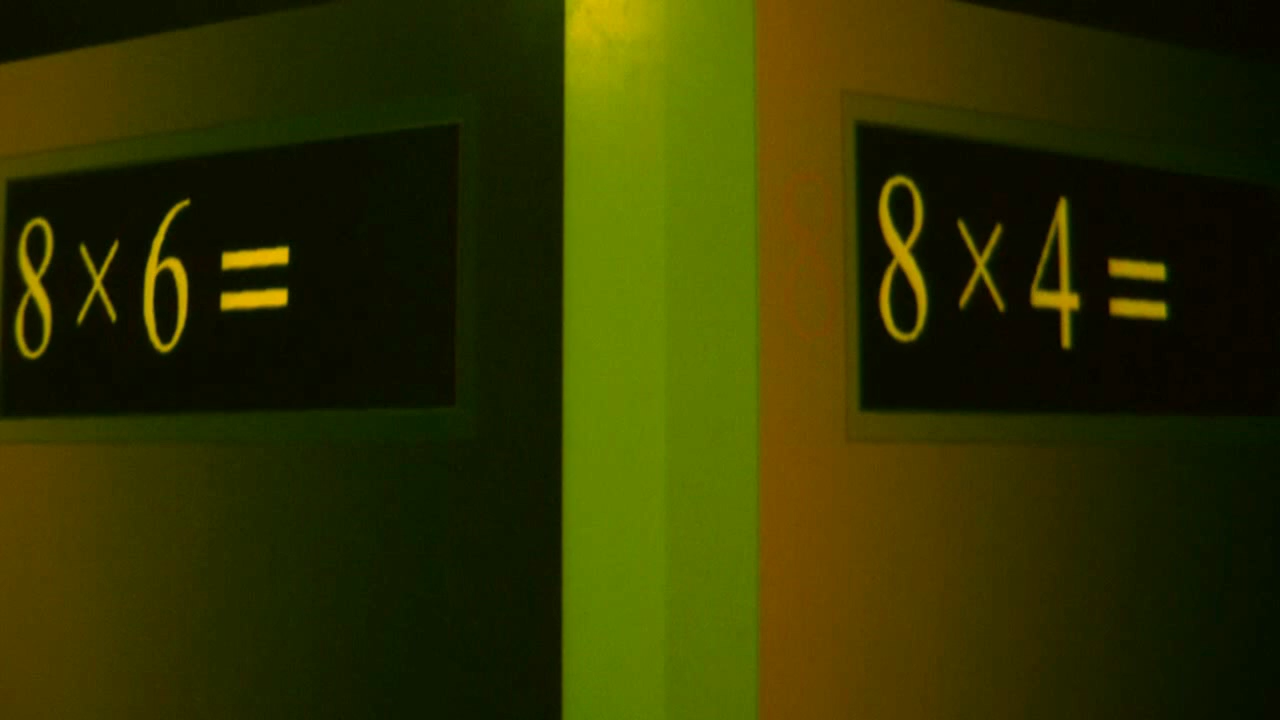 8 × 6 =
8 × 4 =